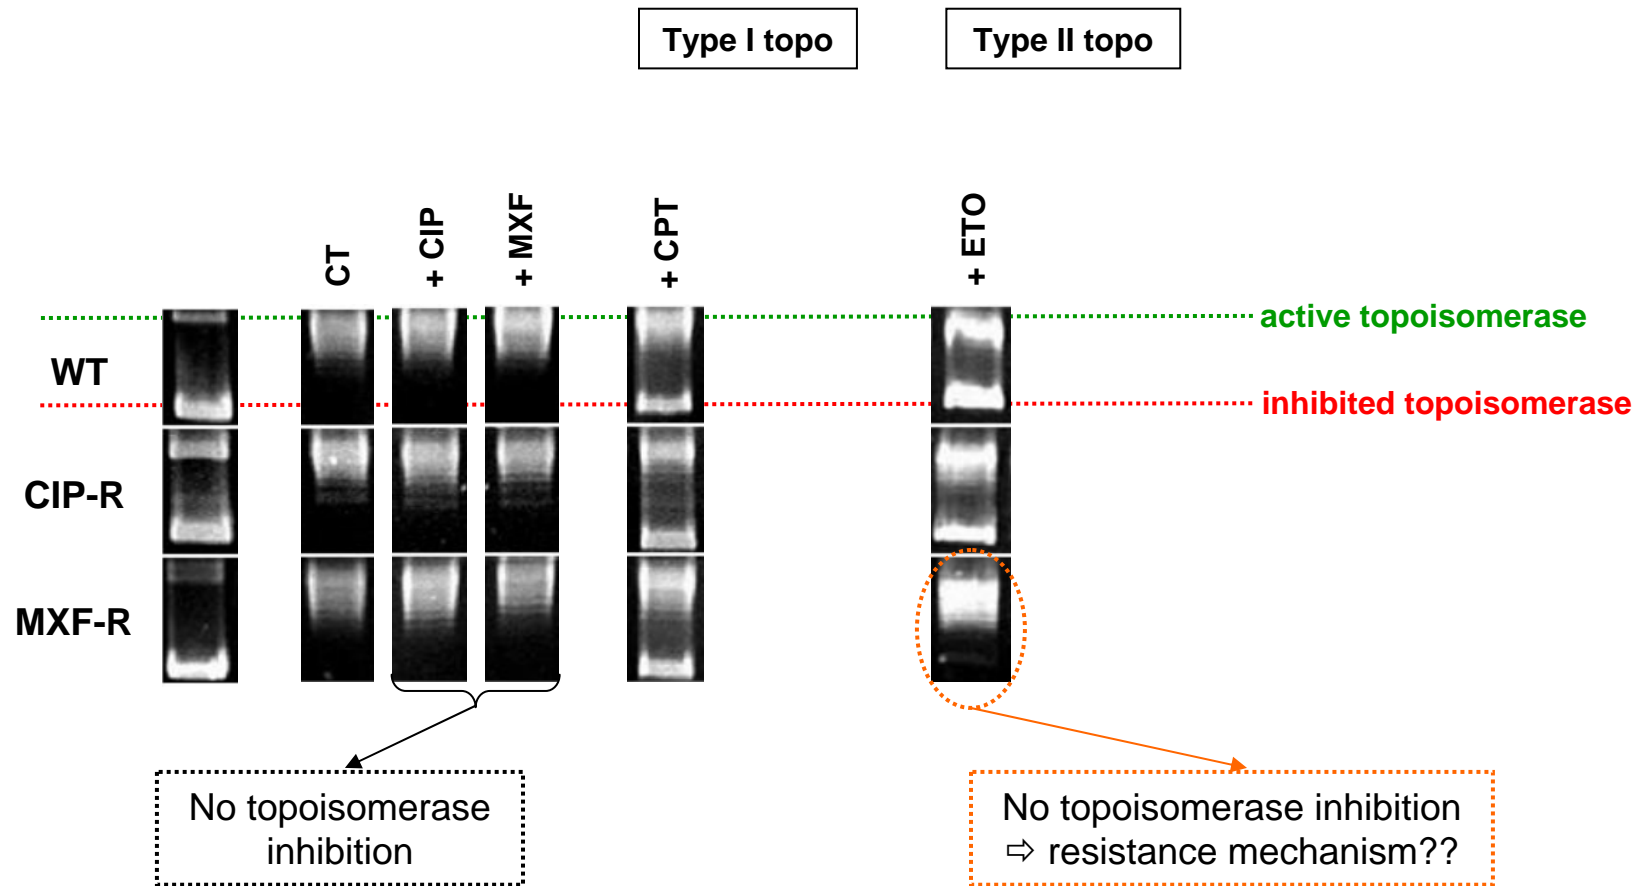 Type I topo
Type II topo
CT
+ CIP
+ MXF
+ CPT
+ ETO
active topoisomerase
WT
inhibited topoisomerase
CIP-R
MXF-R
No topoisomerase
inhibition
No topoisomerase inhibition
⇨ resistance mechanism??